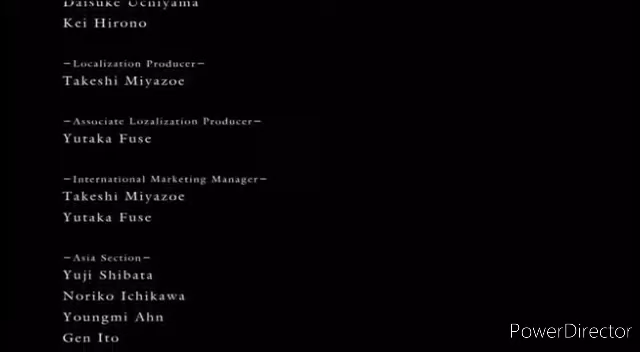 Daisuke Uchiyama
Kei Hirono
-Localization Producer-
Takeshi Miyazoe
-Associate Lozalization Producer-
Yutaka Fuse
-International Marketing Manager-
Takeshi Miyazoe
Yutaka Fuse
-Asia Section-
Yuji Shibata
Noriko Ichikawa
Youngmi Ahn
Gen Ito
PowerDirector